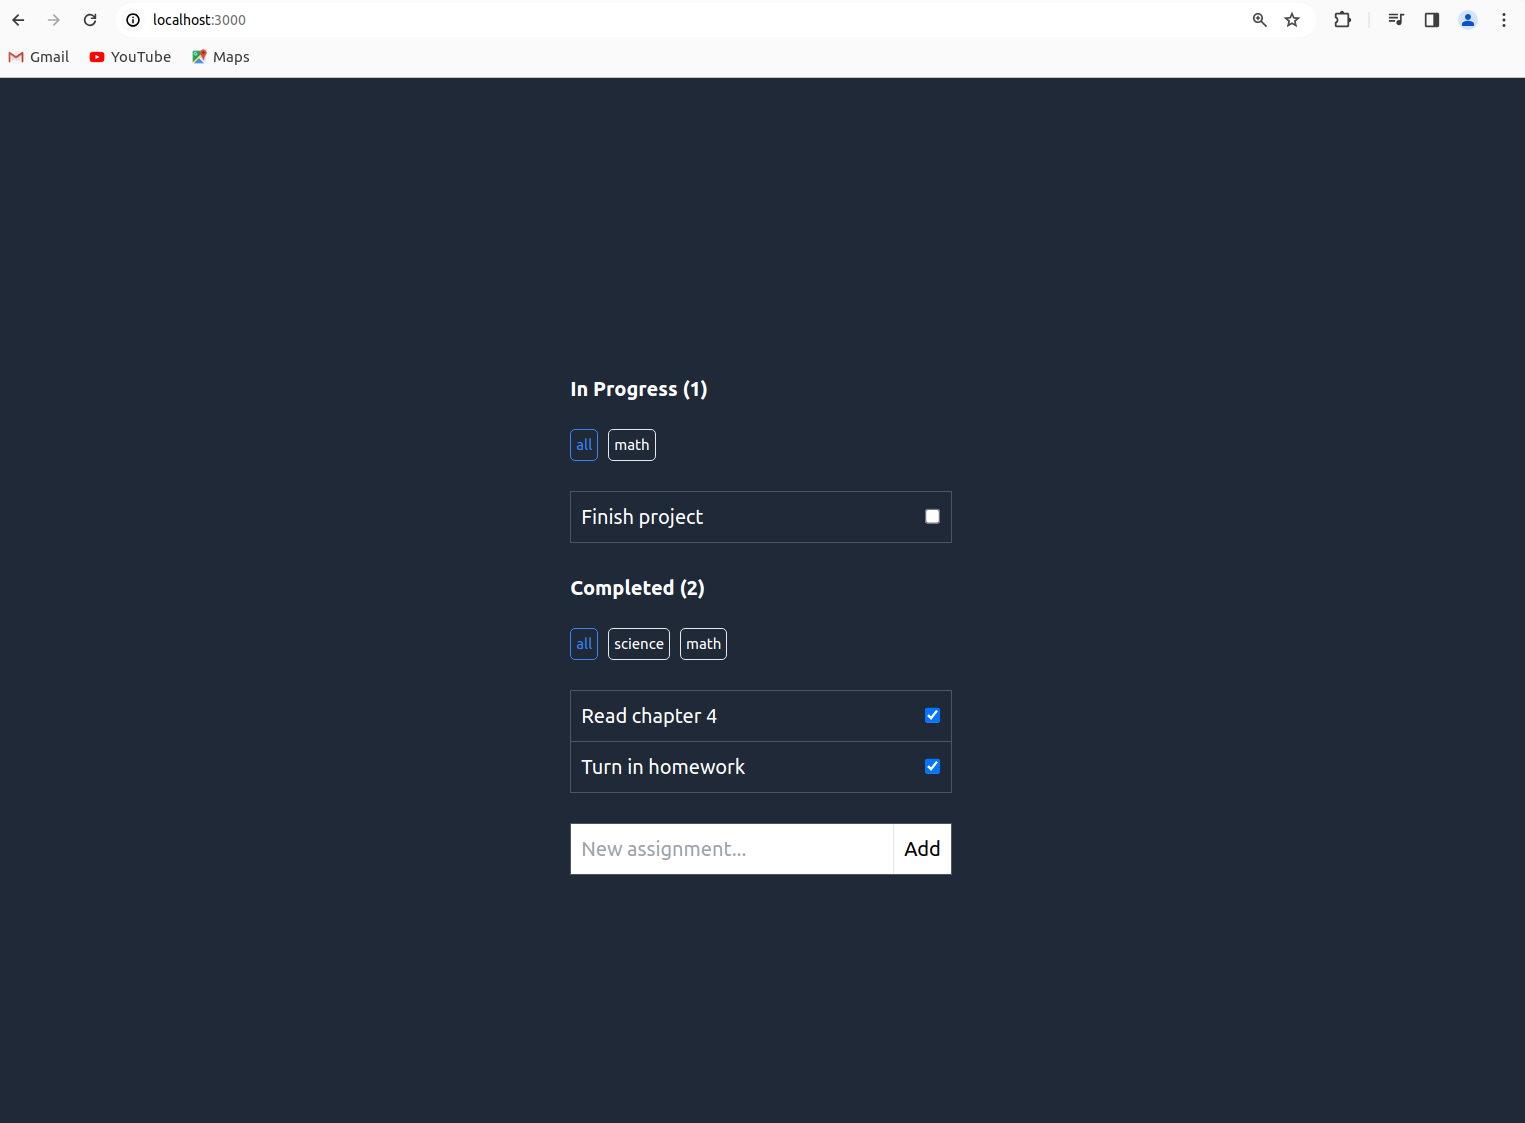 localhost:3000
Gmail YouTube Maps
In Progress (1)
all math
Finish project
Completed (2)
all science math
Read chapter 4
Turn in homework
New assignment... Add